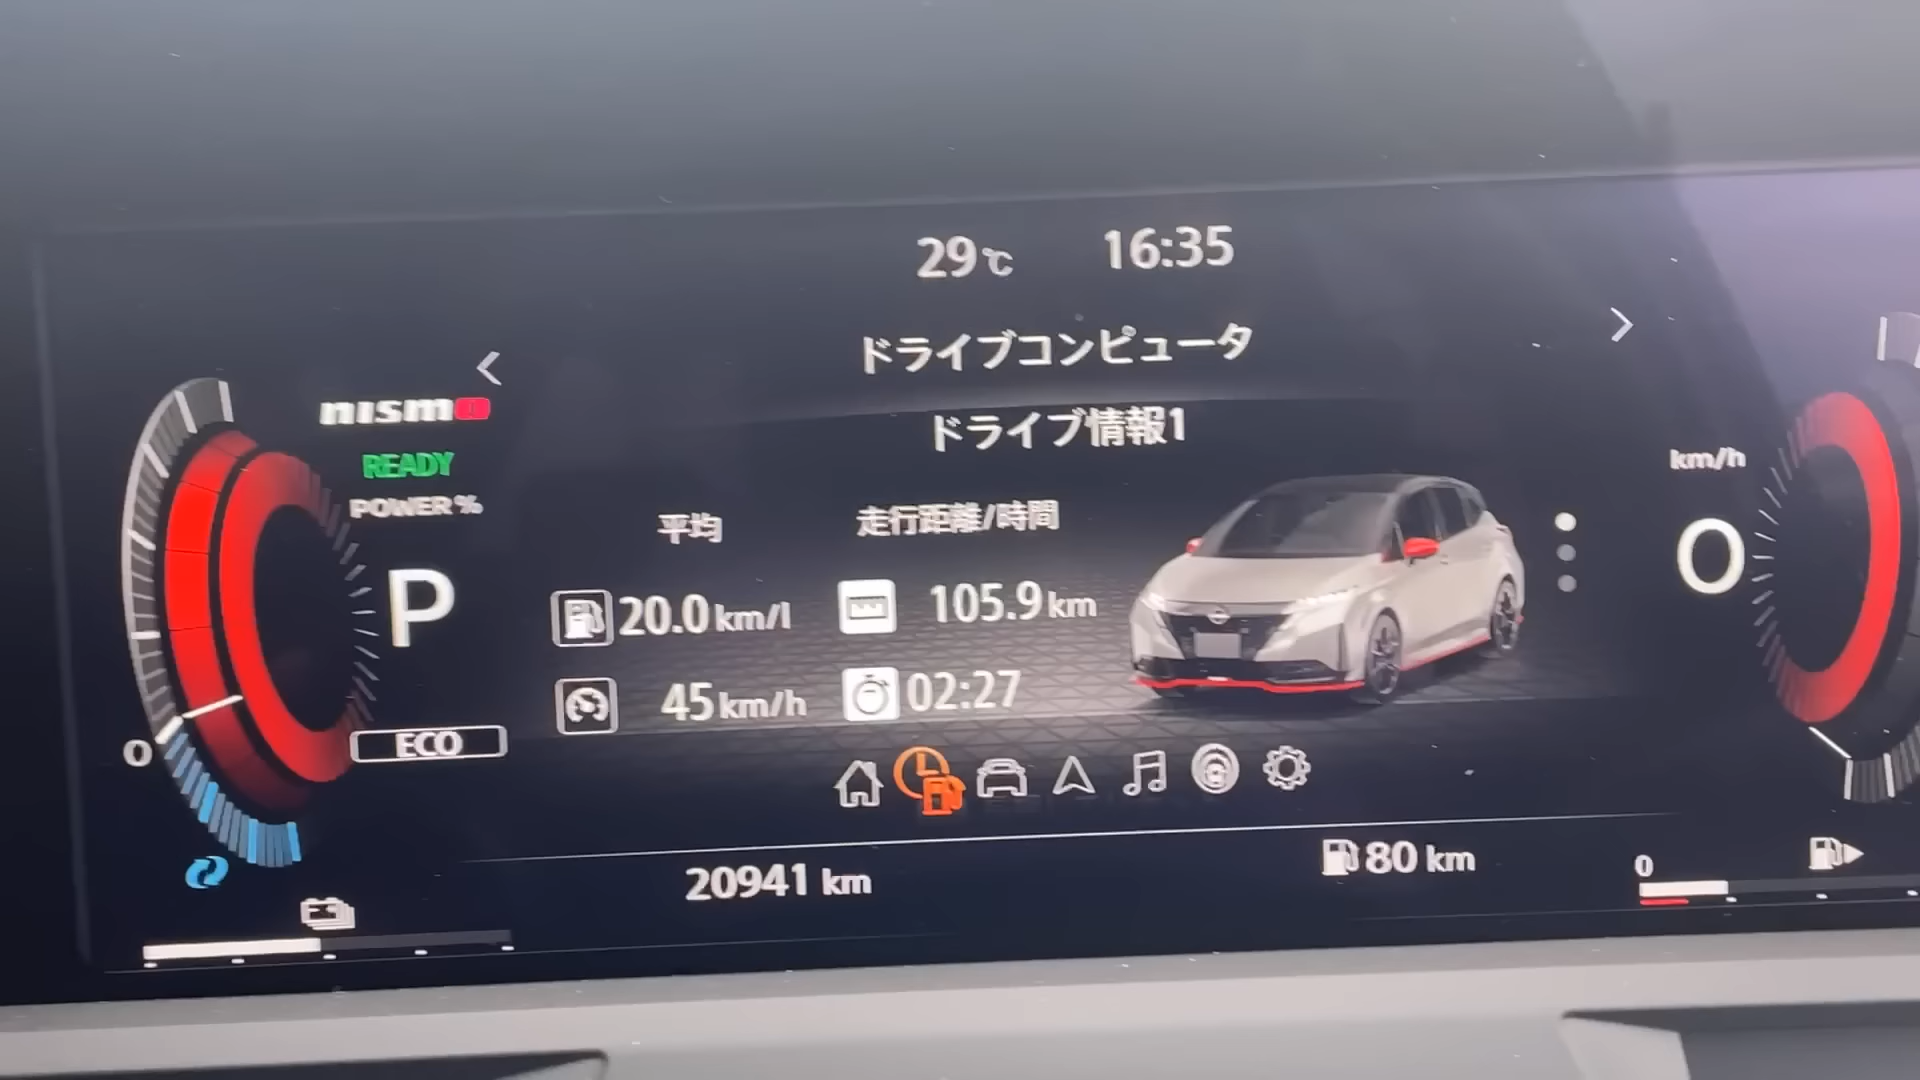 29℃ 16:35
ドライブコンピュータ
nismo
ドライブ情報1
READY
POWER %
km/h
平均 走行距離/時間
P
20.0 km/l 105.9 km
0
45 km/h 02:27
ECO
0
20941 km
80 km
0